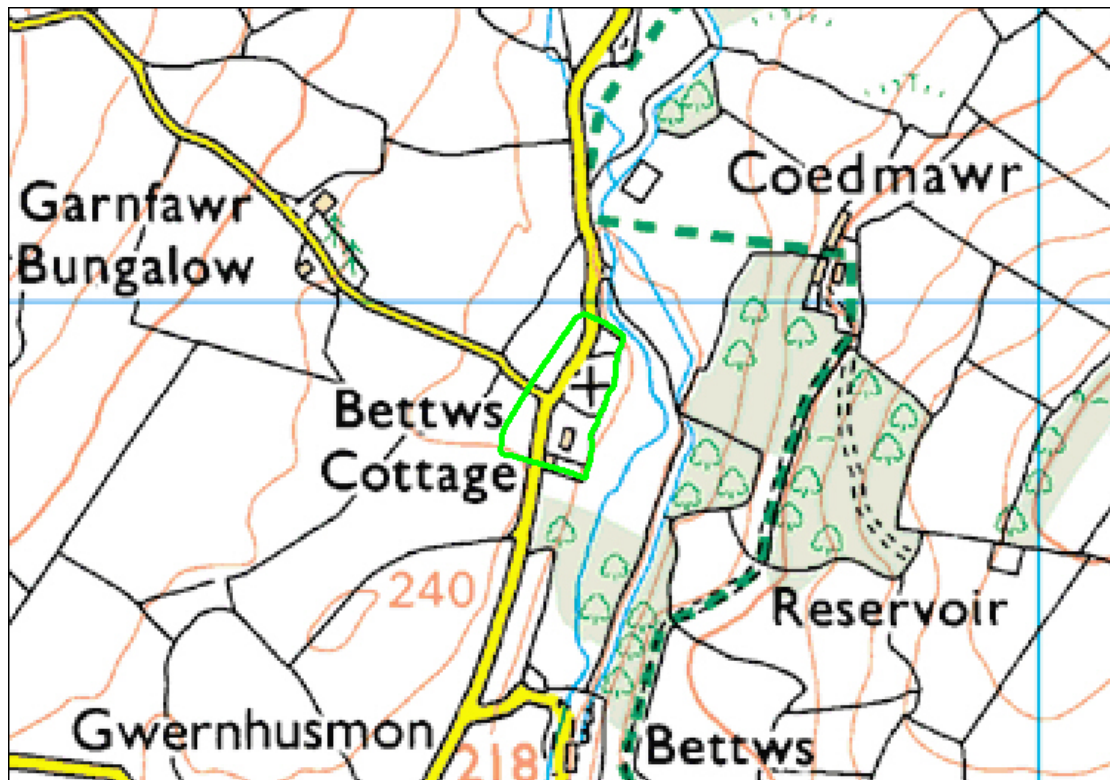 Coedmawr
Garnfawr
Bungalow
Bettws
Cottage
240
Reservoir
Gwernhusmon
218
Bettws